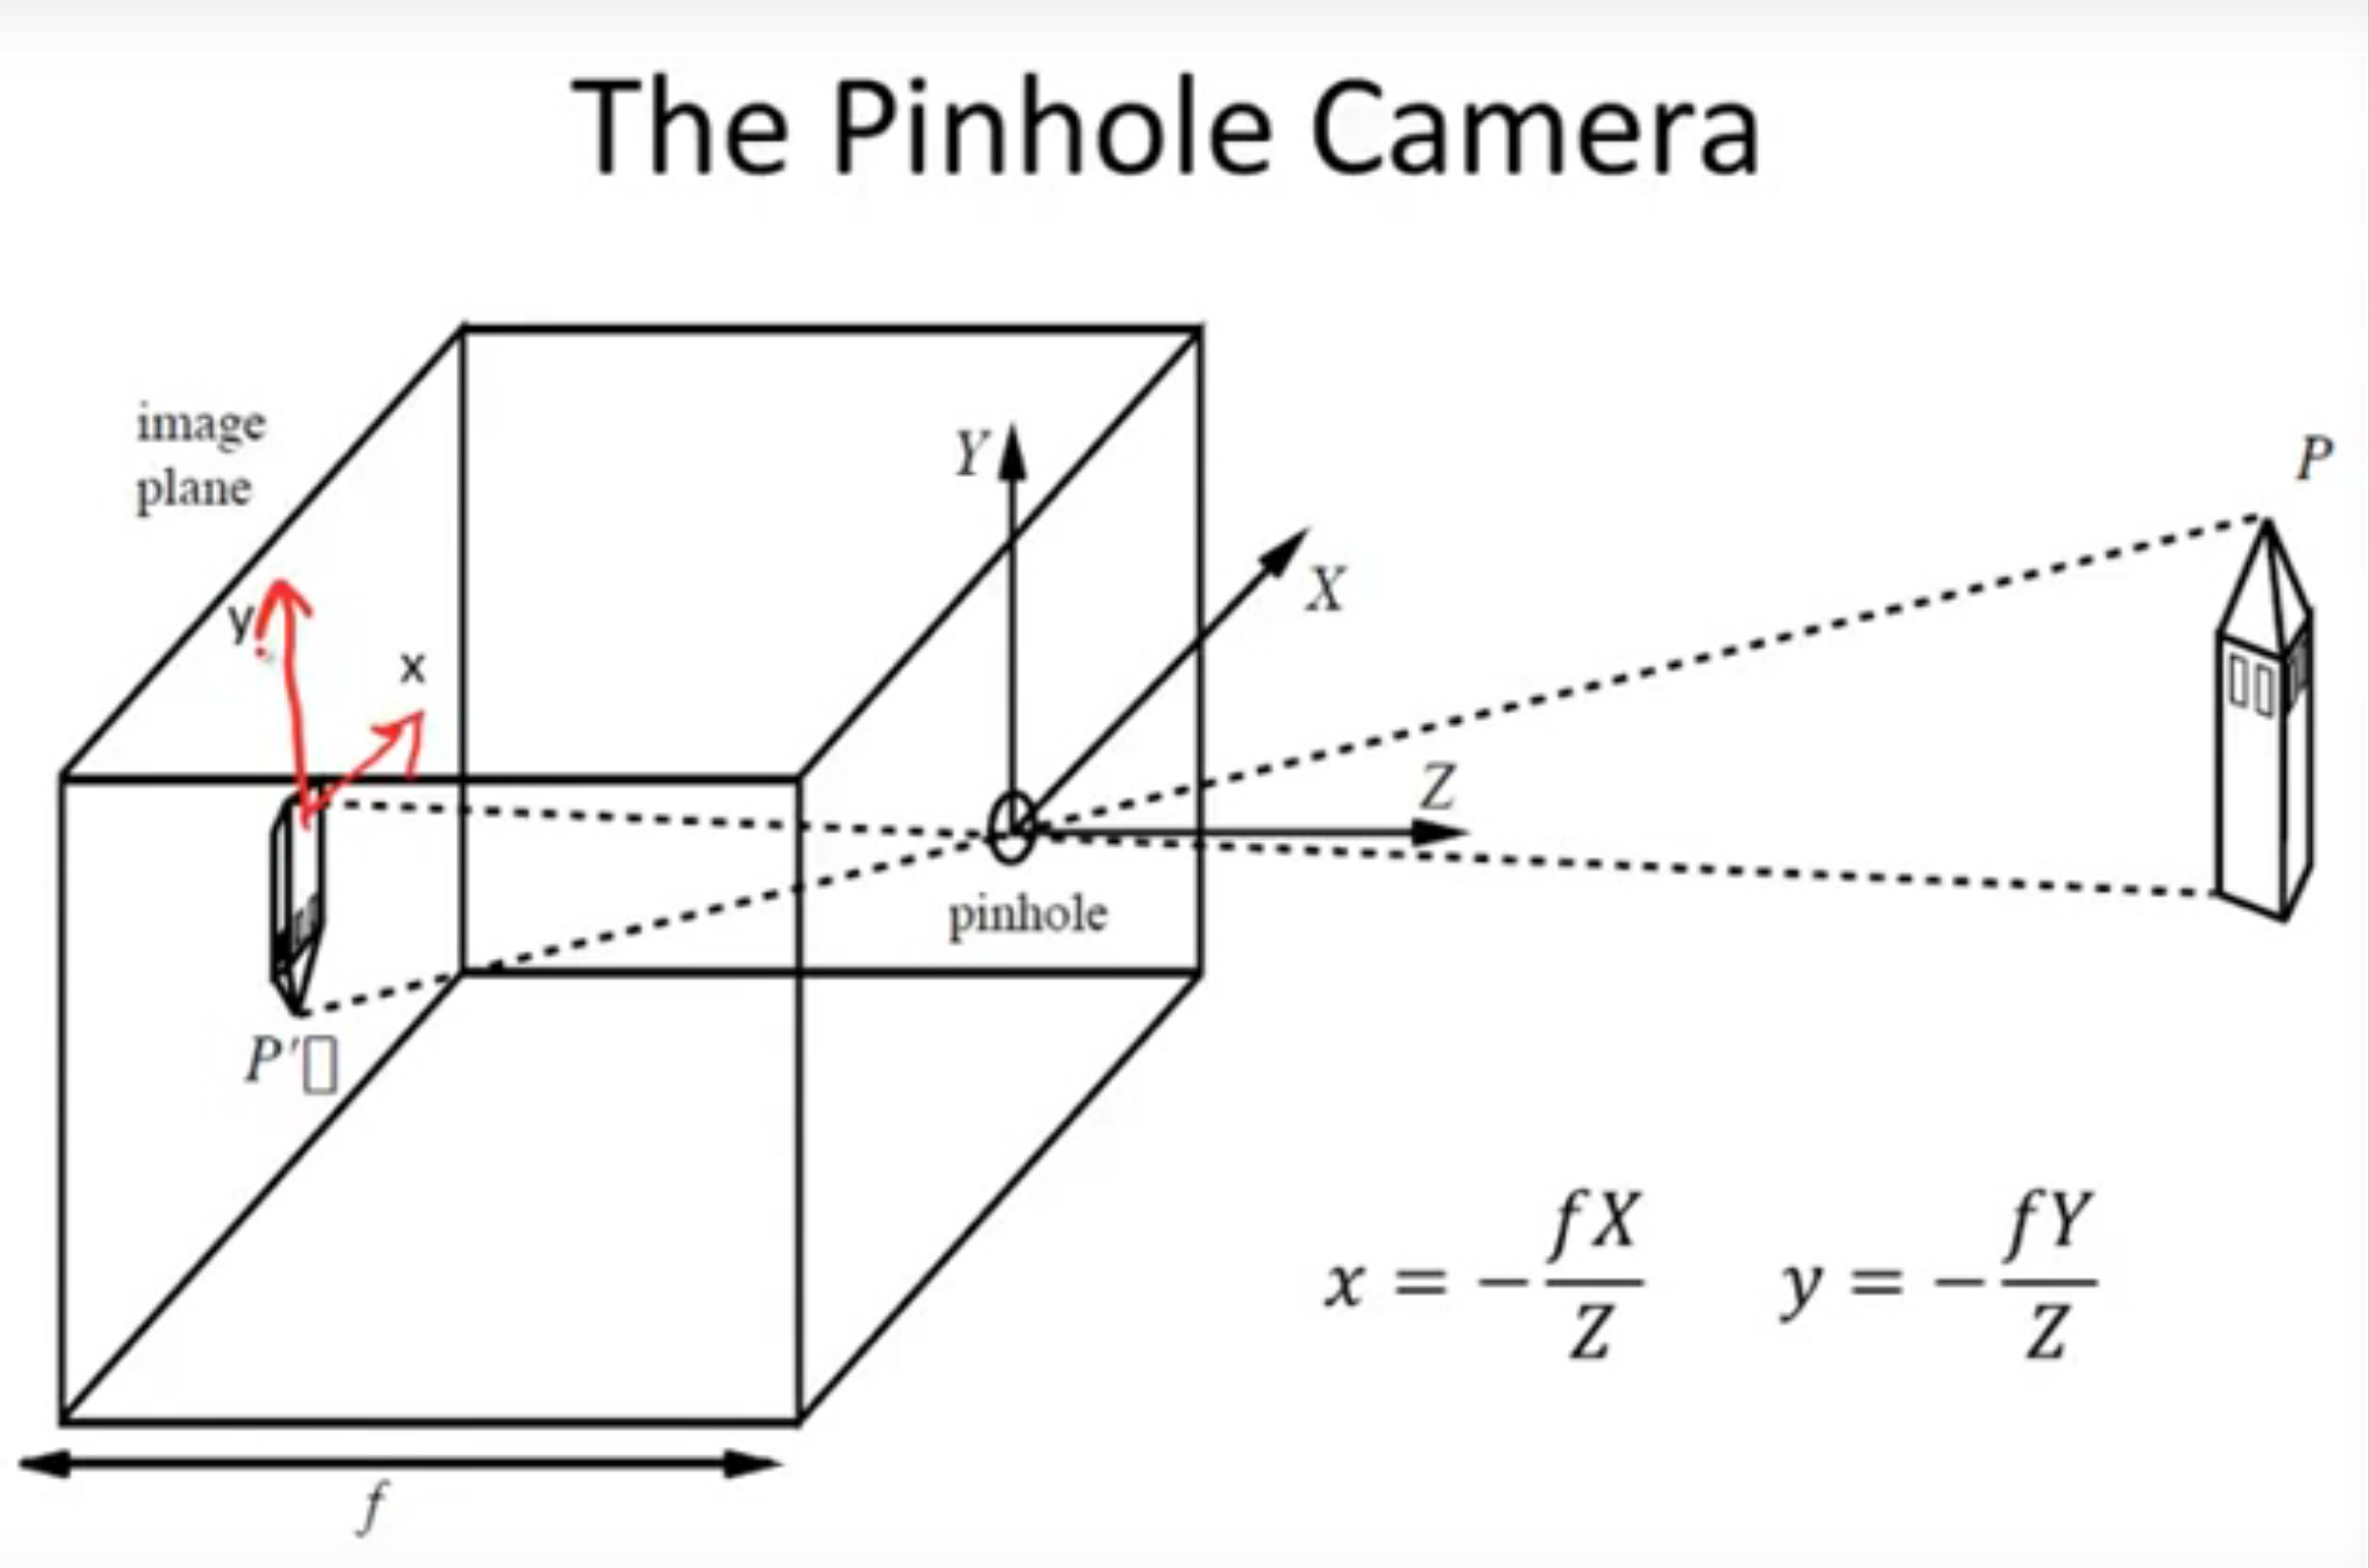 The Pinhole Camera
image
plane
Y
P
X
y
x
Z
pinhole
P'▯
x = -\frac{fX}{Z}    y = -\frac{fY}{Z}
f